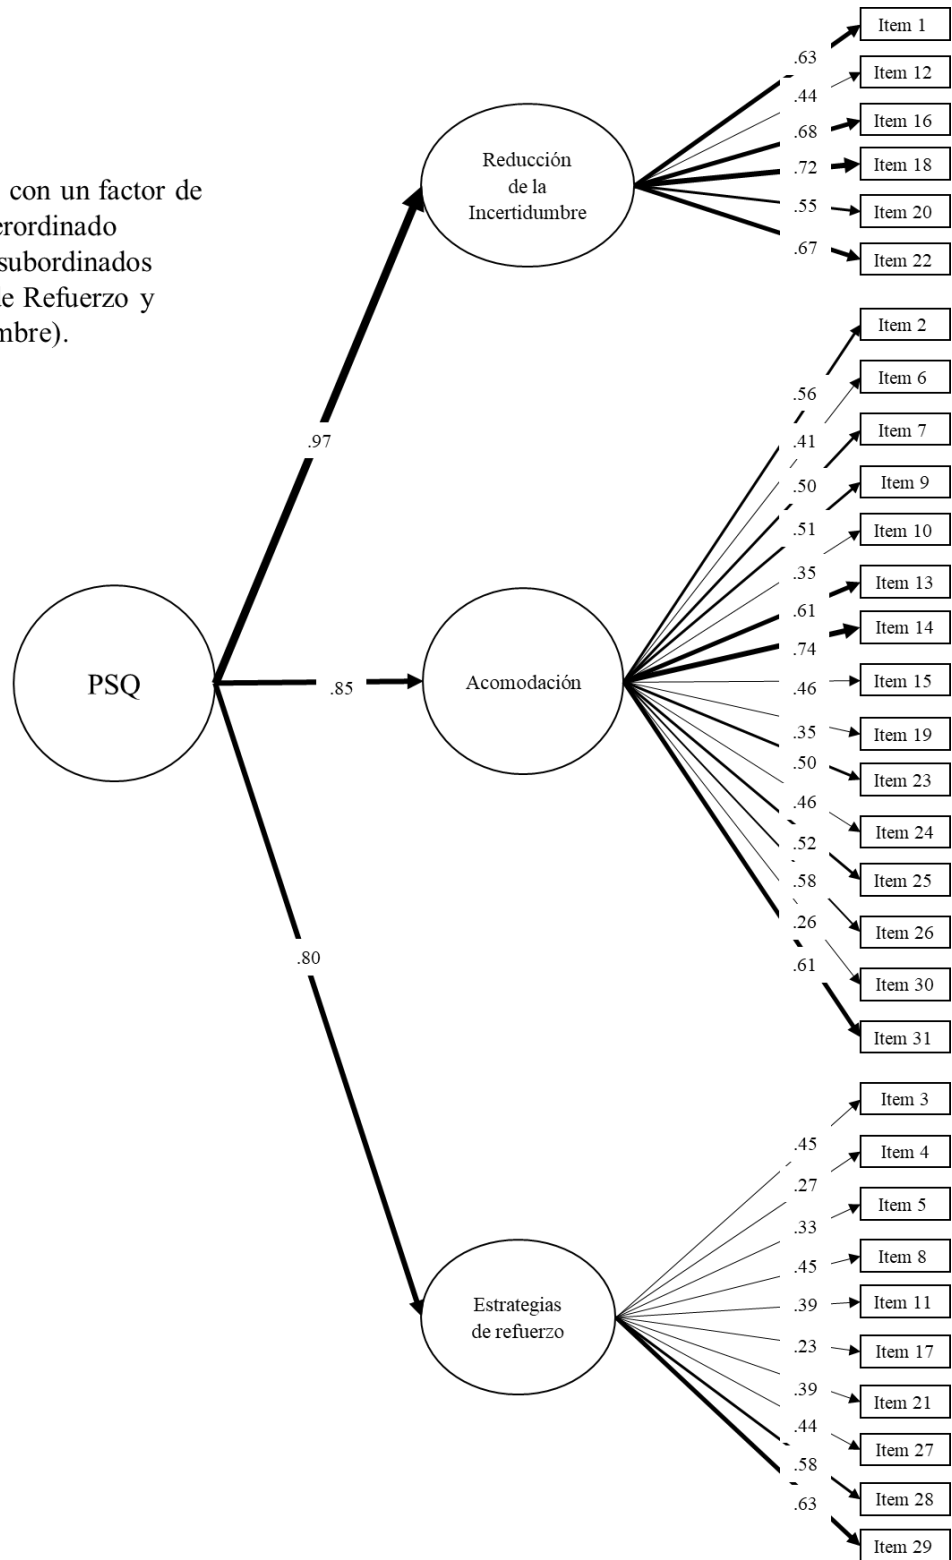 con un factor de
erordinado
subordinados
le Refuerzo y
mbre).
PSQ
.97
.85
.80
Reducción
de la
Incertidumbre
.63
.44
.68
.72
.55
.67
Item 1
Item 12
Item 16
Item 18
Item 20
Item 22
Acomodación
.56
.41
.50
.51
.35
.61
.74
.46
.35
.50
.46
.52
.58
.26
.61
Item 2
Item 6
Item 7
Item 9
Item 10
Item 13
Item 14
Item 15
Item 19
Item 23
Item 24
Item 25
Item 26
Item 30
Item 31
Estrategias
de refuerzo
.45
.27
.33
.45
.39
.23
.39
.44
.58
.63
Item 3
Item 4
Item 5
Item 8
Item 11
Item 17
Item 21
Item 27
Item 28
Item 29